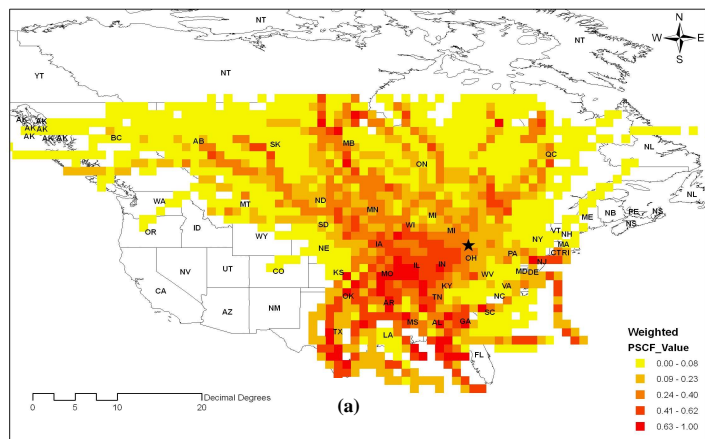 N
W E
S
NT NT NT
YT NT
AK AK
AK AK AK AK
AK AK
BC AB SK MB ON QC NL
NL
WA MT ND MN MI ME NB PE NS
OR ID SD WI MI NY VT NH NS
WY IA PA MA
NE OH CTRI
NV UT CO KS MO IL IN WV MD DE NJ
CA KY VA
AZ NM OK AR TN NC
TX LA MS AL GA SC
FL
Weighted
PSCF_Value
0.00 - 0.08
0.09 - 0.23
0.24 - 0.40
0.41 - 0.62
0.63 - 1.00
0 5 10 20 Decimal Degrees
(a)